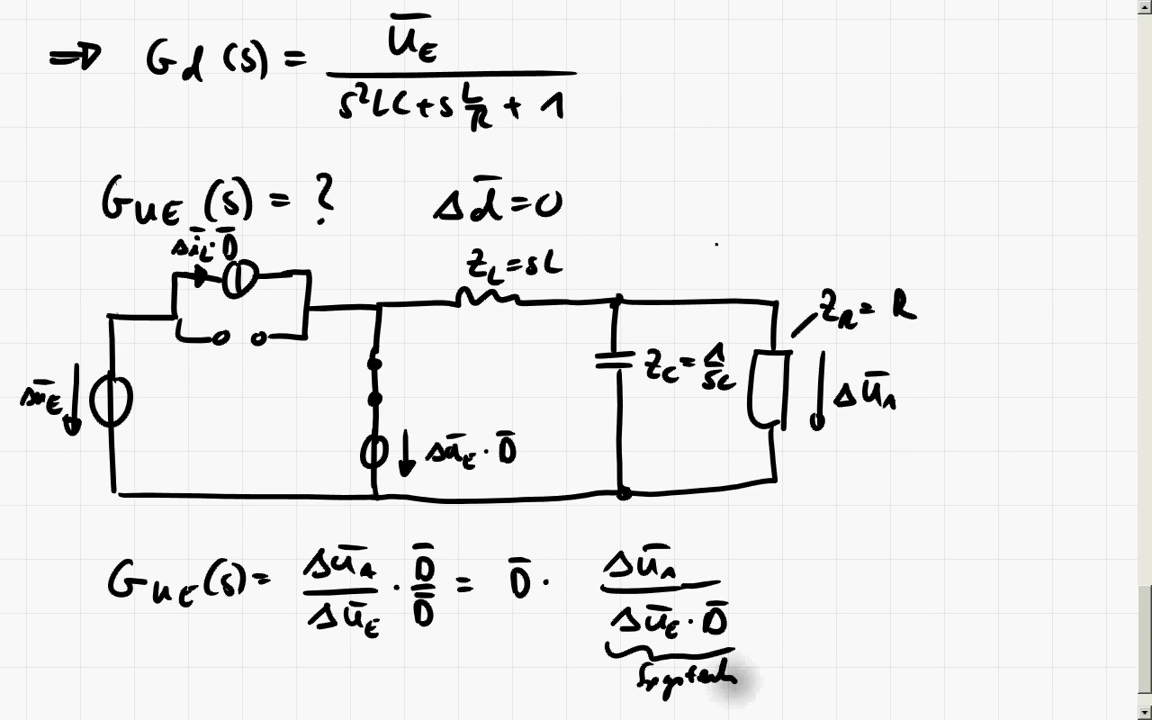 ⇒ G_d(s) = Ū_E / (s²LC + s L/R + 1)
G_UE(s) = ? Δd̄ = 0
Δī_L · D̄
Z_L = sL
Z_R = R
Z_C = 1/sC
Δū_E
Δū_A
Δū_E · D̄
G_UE(s) = Δū_A / Δū_E · D̄ / D̄ = D̄ · Δū_A / (Δū_E · D̄)